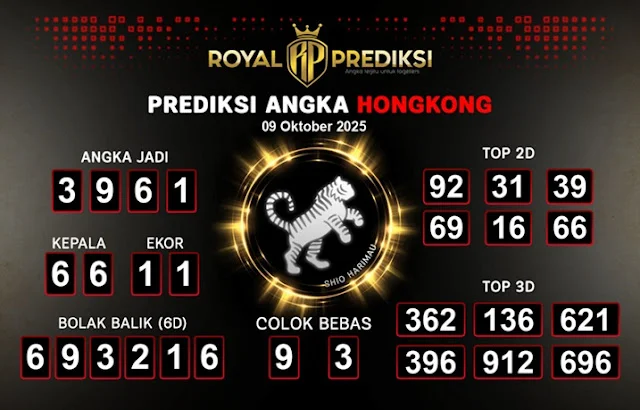 ROYAL RP PREDIKSI
Angka tejitu untuk togelers
PREDIKSI ANGKA HONGKONG
09 Oktober 2025
ANGKA JADI
3 9 6 1
KEPALA EKOR
6 6 1 1
BOLAK BALIK (6D)
6 9 3 2 1 6
SHIO HARIMAU
COLOK BEBAS
9 3
TOP 2D
92 31 39
69 16 66
TOP 3D
362 136 621
396 912 696